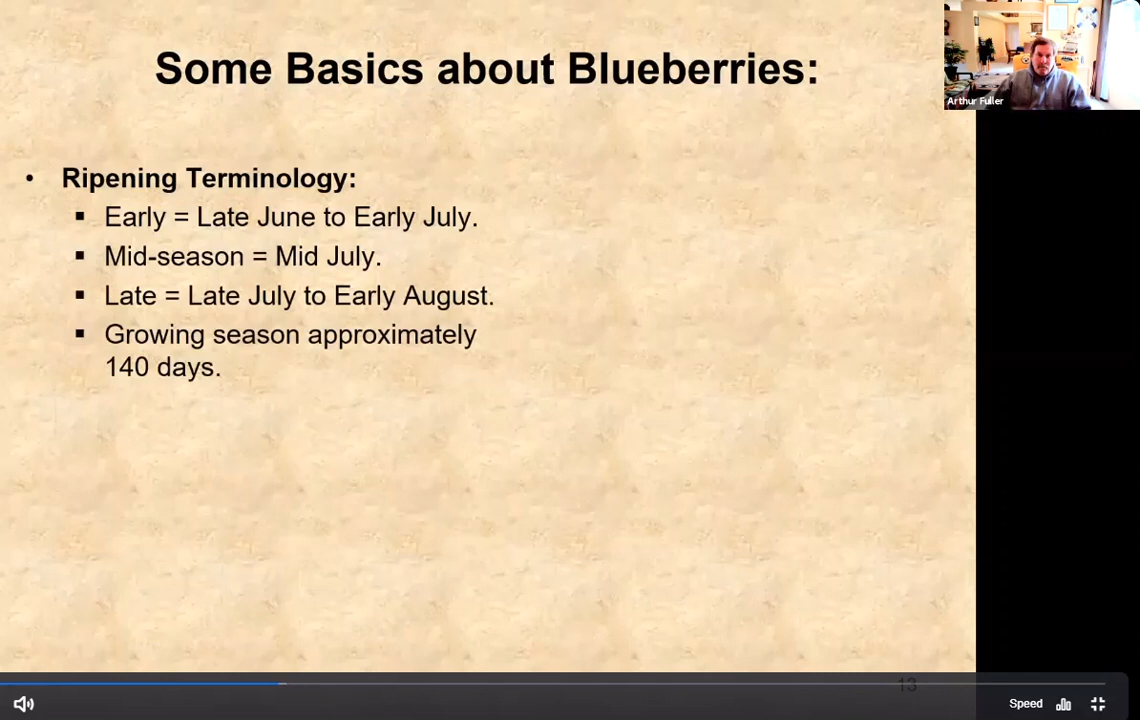 Some Basics about Blueberries:
Arthur Fuller
• Ripening Terminology:
▪ Early = Late June to Early July.
▪ Mid-season = Mid July.
▪ Late = Late July to Early August.
▪ Growing season approximately
140 days.
13
Speed